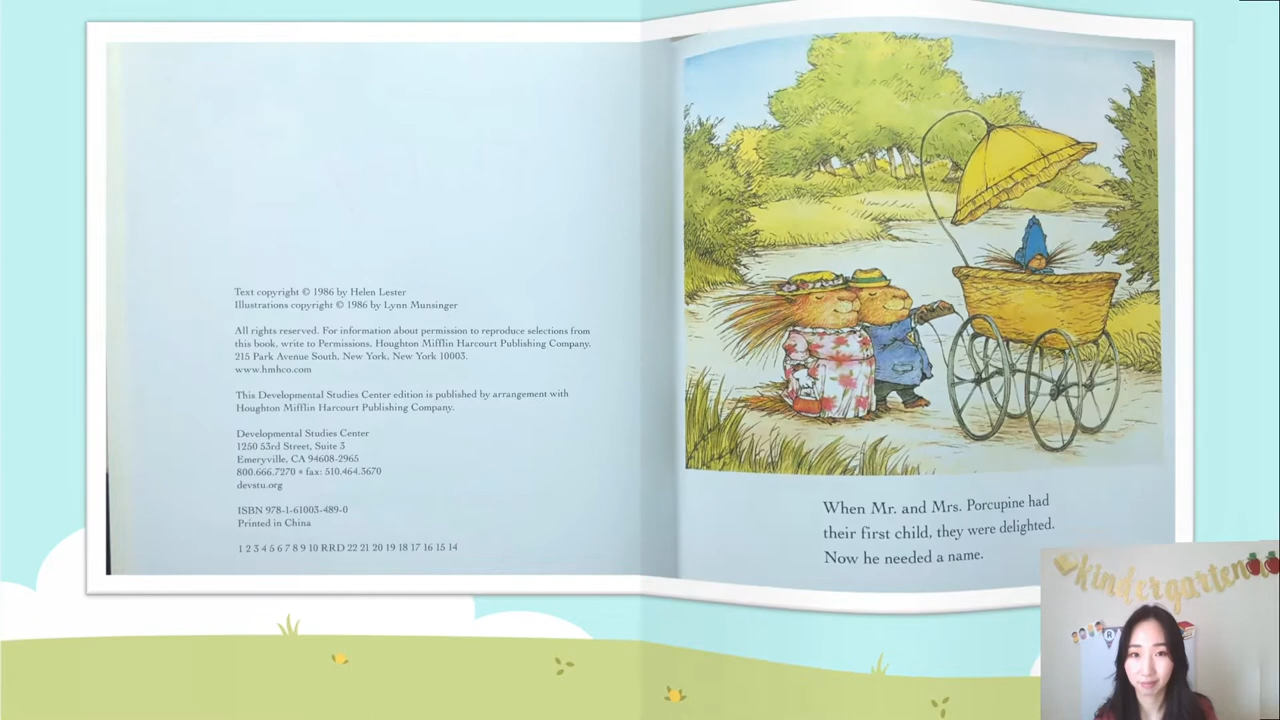 Text copyright © 1986 by Helen Lester
Illustrations copyright © 1986 by Lynn Munsinger
All rights reserved. For information about permission to reproduce selections from
this book, write to Permissions, Houghton Mifflin Harcourt Publishing Company,
215 Park Avenue South, New York, New York 10003.
www.hmhco.com
This Developmental Studies Center edition is published by arrangement with
Houghton Mifflin Harcourt Publishing Company.
Developmental Studies Center
1250 53rd Street, Suite 3
Emeryville, CA 94608-2965
800.666.7270 * fax: 510.464.3670
devstu.org
ISBN 978-1-61003-489-0
Printed in China
1 2 3 4 5 6 7 8 9 10 RRD 22 21 20 19 18 17 16 15 14
When Mr. and Mrs. Porcupine had
their first child, they were delighted.
Now he needed a name.
kindergarten